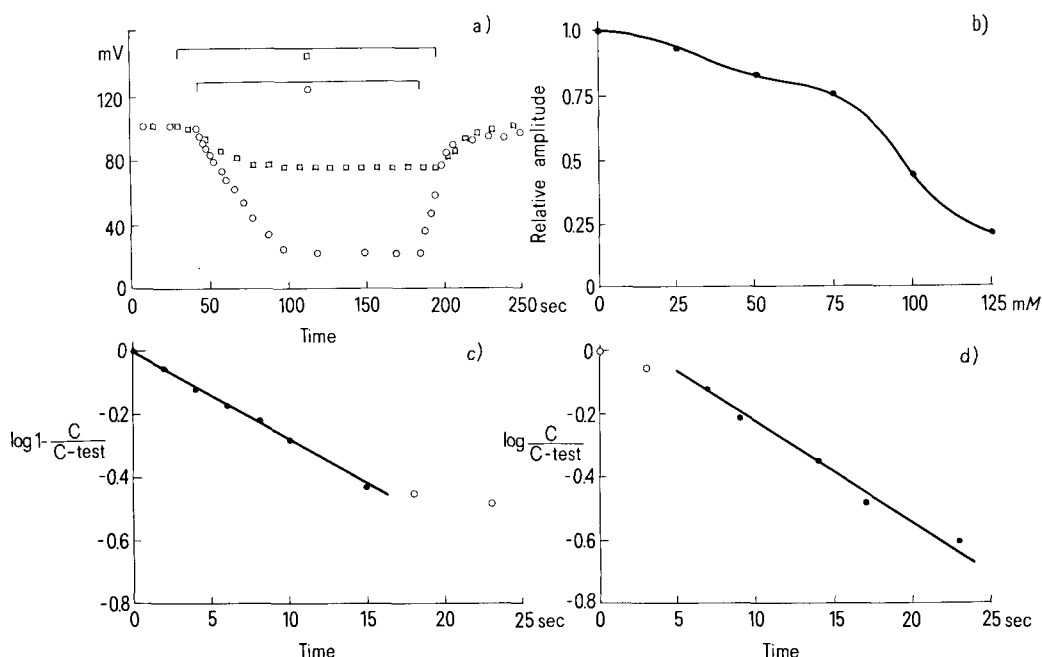 a)
mV
120
80
40
0
0 50 100 150 200 250 sec
Time
b)
Relative amplitude
1.0
0.75
0.5
0.25
0
0 25 50 75 100 125 mM
c)
log 1- C
C-test
0
-0.2
-0.4
-0.6
-0.8
0 5 10 15 20 25 sec
Time
d)
log C
C-test
0
-0.2
-0.4
-0.6
-0.8
0 5 10 15 20 25 sec
Time